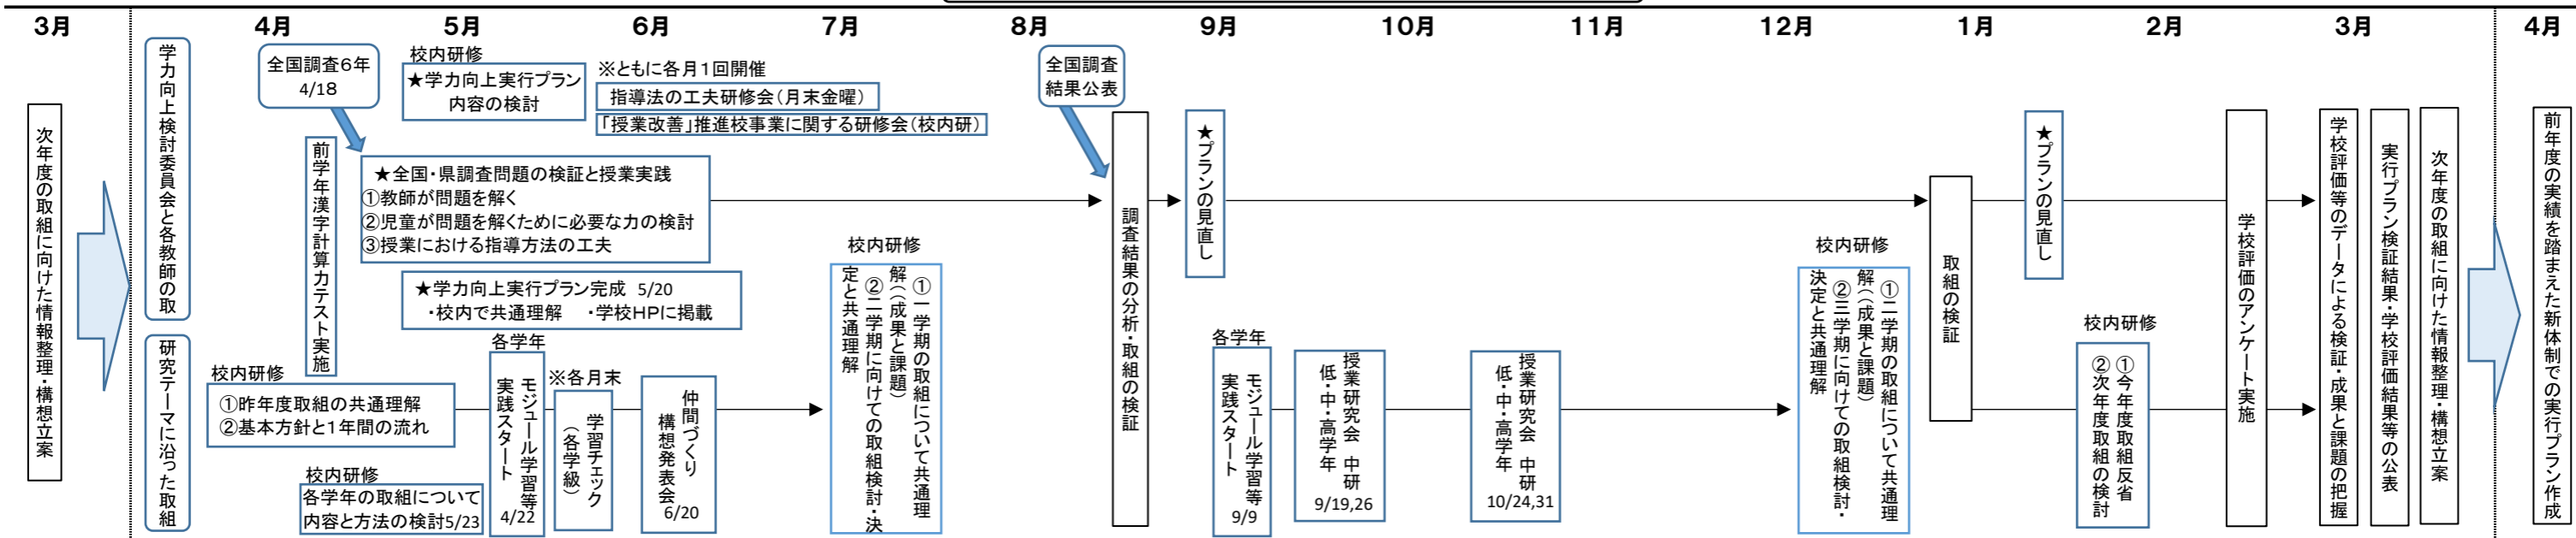 3月
4月
5月
6月
7月
8月
9月
10月
11月
12月
1月
2月
3月
4月
次年度の取組に向けた情報整理・構想立案
学力向上検討委員会と各教師の取
研究テーマに沿った取組
全国調査6年
4/18
前学年漢字計算力テスト実施
校内研修
★学力向上実行プラン
内容の検討
※ともに各月1回開催
指導法の工夫研修会(月末金曜)
「授業改善」推進校事業に関する研修会(校内研)
★全国・県調査問題の検証と授業実践
①教師が問題を解く
②児童が問題を解くために必要な力の検討
③授業における指導方法の工夫
★学力向上実行プラン完成 5/20
・校内で共通理解 ・学校HPに掲載
校内研修
①昨年度取組の共通理解
②基本方針と1年間の流れ
校内研修
各学年の取組について
内容と方法の検討5/23
各学年
モジュール学習等
実践スタート
4/22
※各月末
学習チェック
(各学級)
仲間づくり
構想発表会
6/20
校内研修
①一学期の取組について共通理
解((成果と課題)
②二学期に向けての取組検討・決
定と共通理解
全国調査
結果公表
調査結果の分析・取組の検証
★プランの見直し
各学年
モジュール学習等
実践スタート
9/9
授業研究会 中研
低・中・高学年
9/19,26
授業研究会 中研
低・中・高学年
10/24,31
校内研修
①二学期の取組について共通理
解((成果と課題)
②三学期に向けての取組検討・
決定と共通理解
取組の検証
★プランの見直し
校内研修
①今年度取組反省
②次年度取組の検討
学校評価のアンケート実施
学校評価等のデータによる検証・成果と課題の把握
実行プラン検証結果・学校評価結果等の公表
次年度の取組に向けた情報整理・構想立案
前年度の実績を踏まえた新体制での実行プラン作成